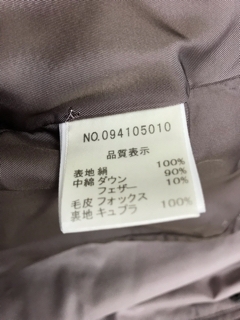 NO.094105010
品質表示
表地 絹 100%
中綿 ダウン 90%
フェザー 10%
毛皮 フォックス
裏地 キュプラ 100%